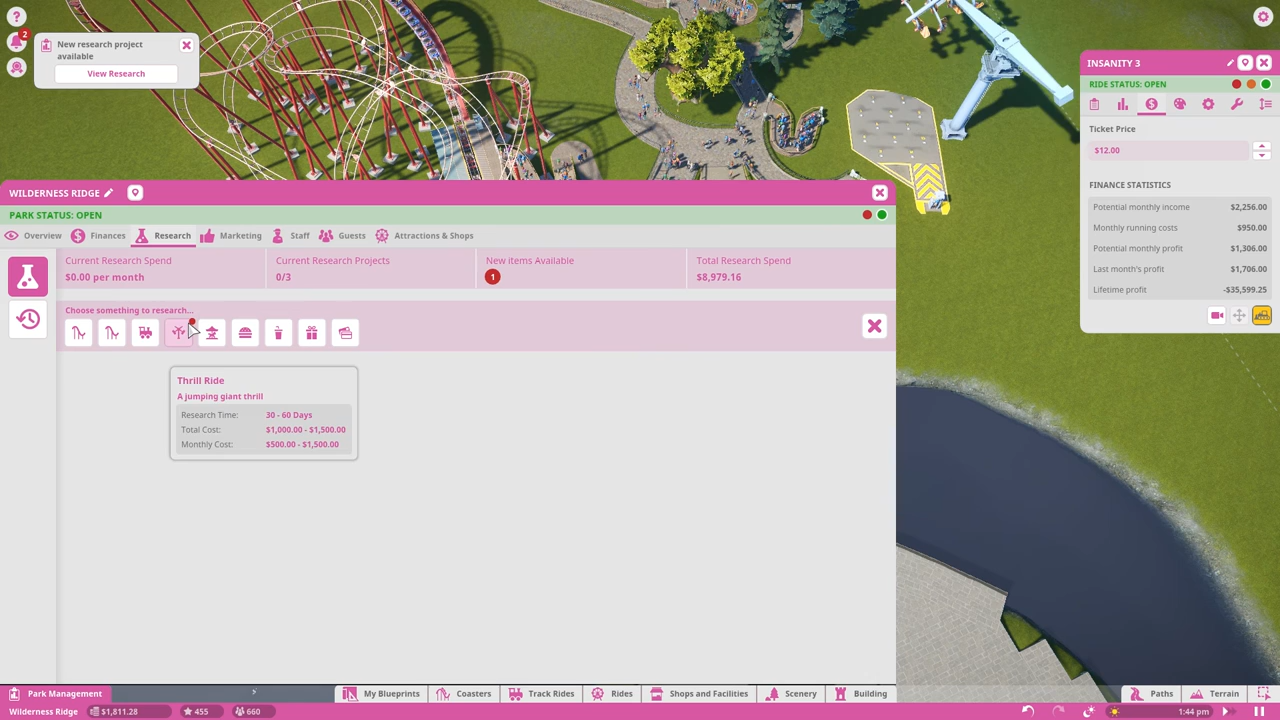 ?
2
New research project
available
View Research
INSANITY 3
RIDE STATUS: OPEN
Ticket Price
$12.00
FINANCE STATISTICS
Potential monthly income $2,256.00
Monthly running costs $950.00
Potential monthly profit $1,306.00
Last month's profit $1,706.00
Lifetime profit -$35,599.25
WILDERNESS RIDGE
PARK STATUS: OPEN
Overview Finances Research Marketing Staff Guests Attractions & Shops
Current Research Spend Current Research Projects New items Available Total Research Spend
$0.00 per month 0/3 1 $8,979.16
Choose something to research...
Thrill Ride
A jumping giant thrill
Research Time: 30 - 60 Days
Total Cost: $1,000.00 - $1,500.00
Monthly Cost: $500.00 - $1,500.00
Park Management My Blueprints Coasters Track Rides Rides Shops and Facilities Scenery Building Paths Terrain
Wilderness Ridge $1,811.28 455 660 1:44 pm